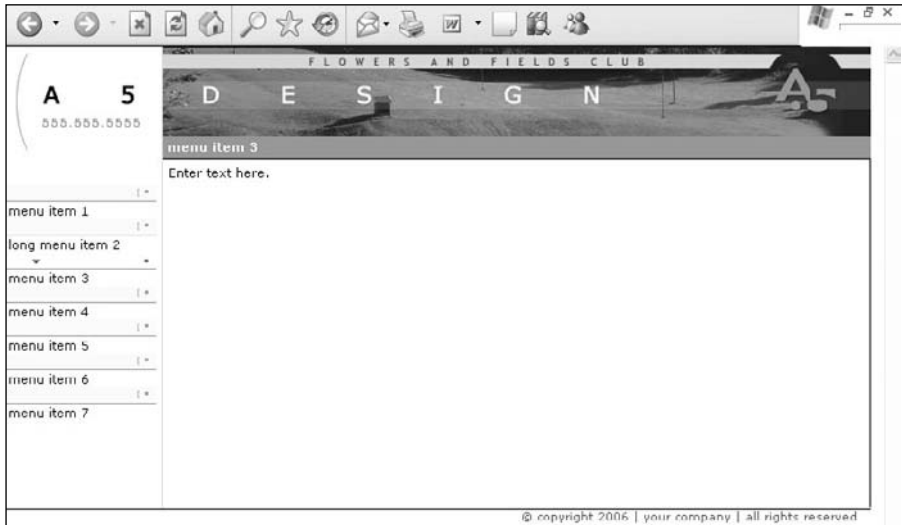 FLOWERS AND FIELDS CLUB
A 5
DESIGN
A5
555.555.5555
menu item 3
Enter text here.
menu item 1
long menu item 2
menu item 3
menu item 4
menu item 5
menu item 6
menu item 7
© copyright 2006 | your company | all rights reserved